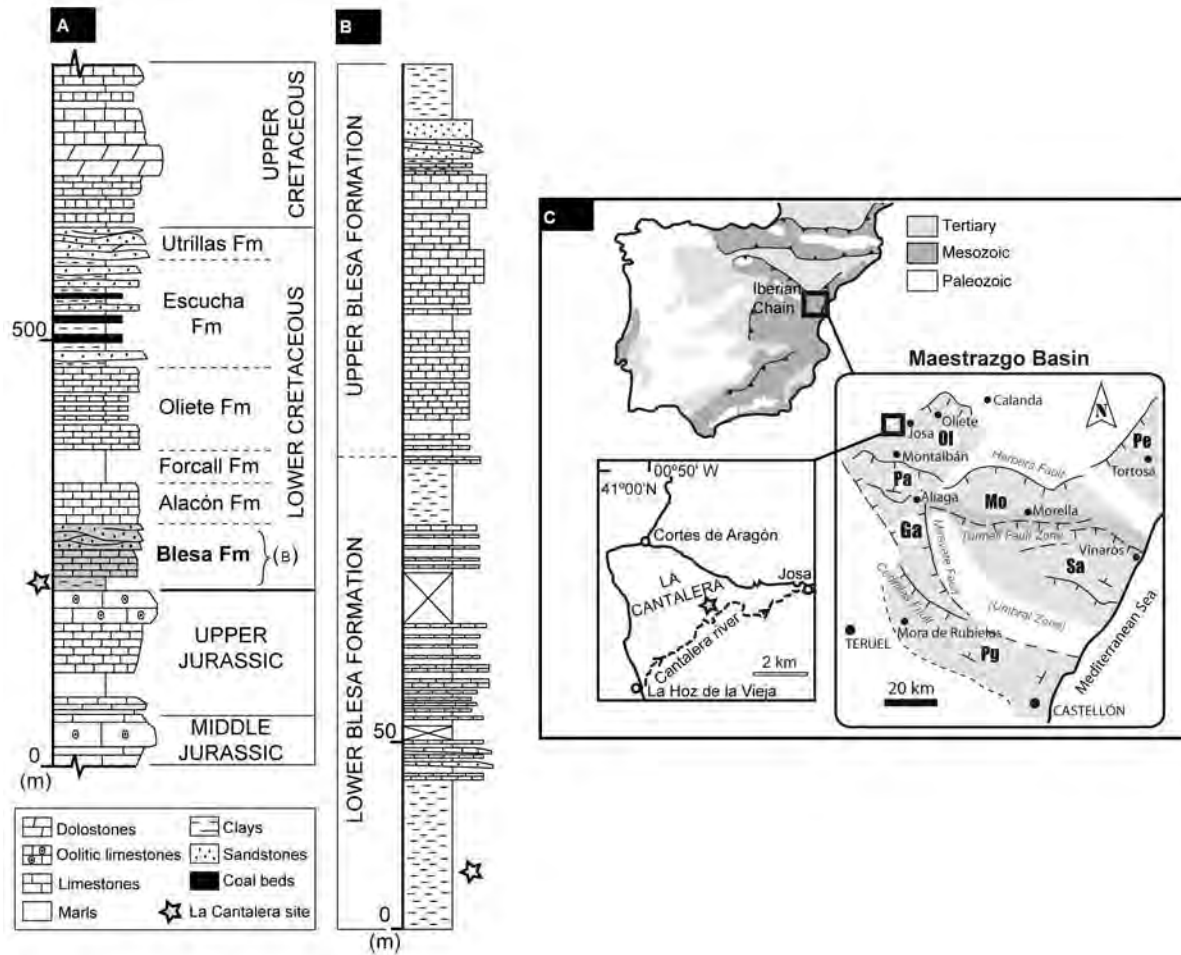 A
UPPER
CRETACEOUS
Utrillas Fm
Escucha
Fm
500
Oliete Fm
LOWER CRETACEOUS
Forcall Fm
Alacón Fm
Blesa Fm
(B)
UPPER
JURASSIC
MIDDLE
JURASSIC
0
(m)
Dolostones
Oolitic limestones
Limestones
Marls
Clays
Sandstones
Coal beds
La Cantalera site
B
UPPER BLESA FORMATION
LOWER BLESA FORMATION
50
0
(m)
C
Tertiary
Mesozoic
Paleozoic
Iberian
Chain
Maestrazgo Basin
Calanda
Oliete
Josa
Ol
N
Montalbán
Pe
Tortosa
Herbers Fault
Pa
Aliaga
Mo
Morella
Ga
Turmell Fault Zone
Vinaros
Miravete Fault
Sa
(Umbral Zone)
Mora de Rubielos
TERUEL
Pg
Mediterranean Sea
20 km
CASTELLÓN
00°50' W
41°00'N
Cortes de Aragón
Josa
LA
CANTALERA
Cantalera river
2 km
La Hoz de la Vieja